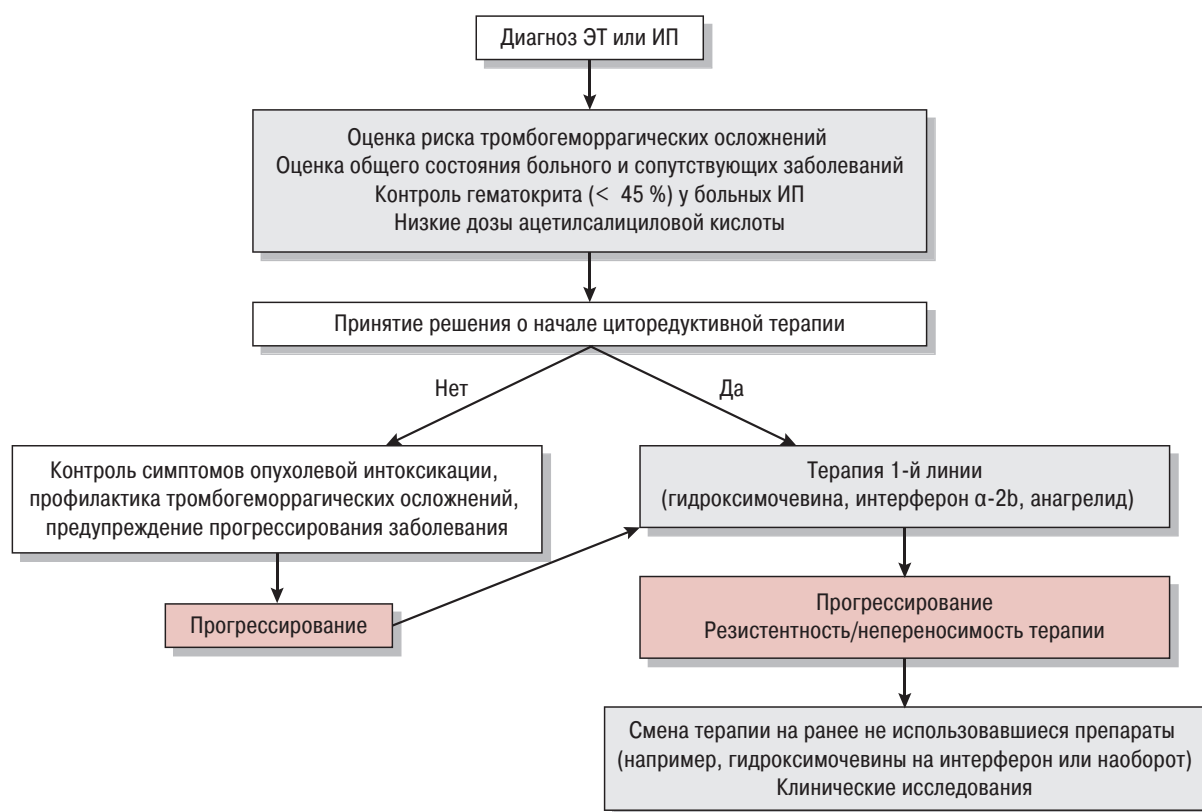 Диагноз ЭТ или ИП
Оценка риска тромбогеморрагических осложнений
Оценка общего состояния больного и сопутствующих заболеваний
Контроль гематокрита (< 45 %) у больных ИП
Низкие дозы ацетилсалициловой кислоты
Принятие решения о начале циторедуктивной терапии
Нет
Да
Контроль симптомов опухолевой интоксикации,
профилактика тромбогеморрагических осложнений,
предупреждение прогрессирования заболевания
Терапия 1-й линии
(гидроксимочевина, интерферон α-2b, анагрелид)
Прогрессирование
Прогрессирование
Резистентность/непереносимость терапии
Смена терапии на ранее не использовавшиеся препараты
(например, гидроксимочевины на интерферон или наоборот)
Клинические исследования